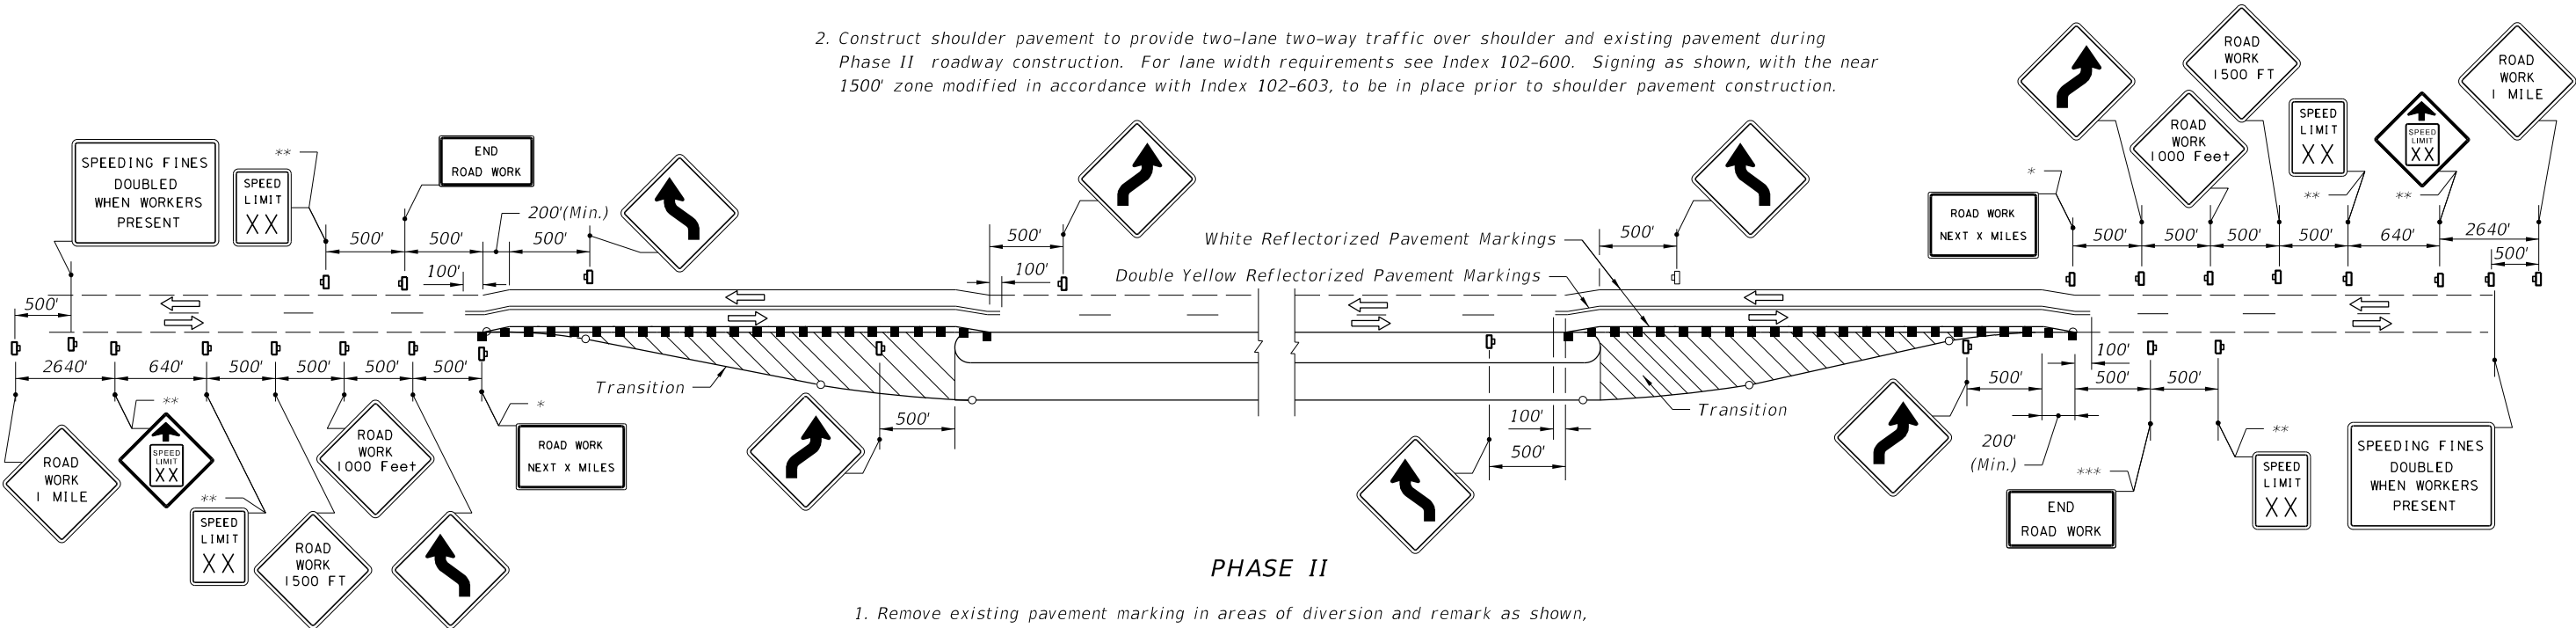 2. Construct shoulder pavement to provide two-lane two-way traffic over shoulder and existing pavement during
Phase II roadway construction. For lane width requirements see Index 102-600. Signing as shown, with the near
1500' zone modified in accordance with Index 102-603, to be in place prior to shoulder pavement construction.
SPEEDING FINES
DOUBLED
WHEN WORKERS
PRESENT
**
SPEED
LIMIT
XX
END
ROAD WORK
200'(Min.)
500'
500'
500'
100'
500'
500'
100'
White Reflectorized Pavement Markings
Double Yellow Reflectorized Pavement Markings
500'
*
ROAD WORK
NEXT X MILES
ROAD
WORK
1000 Feet
ROAD
WORK
1500 FT
SPEED
LIMIT
XX
**
SPEED
LIMIT
XX
**
ROAD
WORK
1 MILE
500'
500'
500'
500'
640'
2640'
500'
2640'
640'
500'
500'
500'
500'
ROAD
WORK
1 MILE
**
SPEED
LIMIT
XX
**
SPEED
LIMIT
XX
ROAD
WORK
1500 FT
ROAD
WORK
1000 Feet
*
ROAD WORK
NEXT X MILES
Transition
500'
100'
500'
Transition
500'
200'
(Min.)
100'
500'
500'
***
END
ROAD WORK
**
SPEED
LIMIT
XX
SPEEDING FINES
DOUBLED
WHEN WORKERS
PRESENT
PHASE II
1. Remove existing pavement marking in areas of diversion and remark as shown,